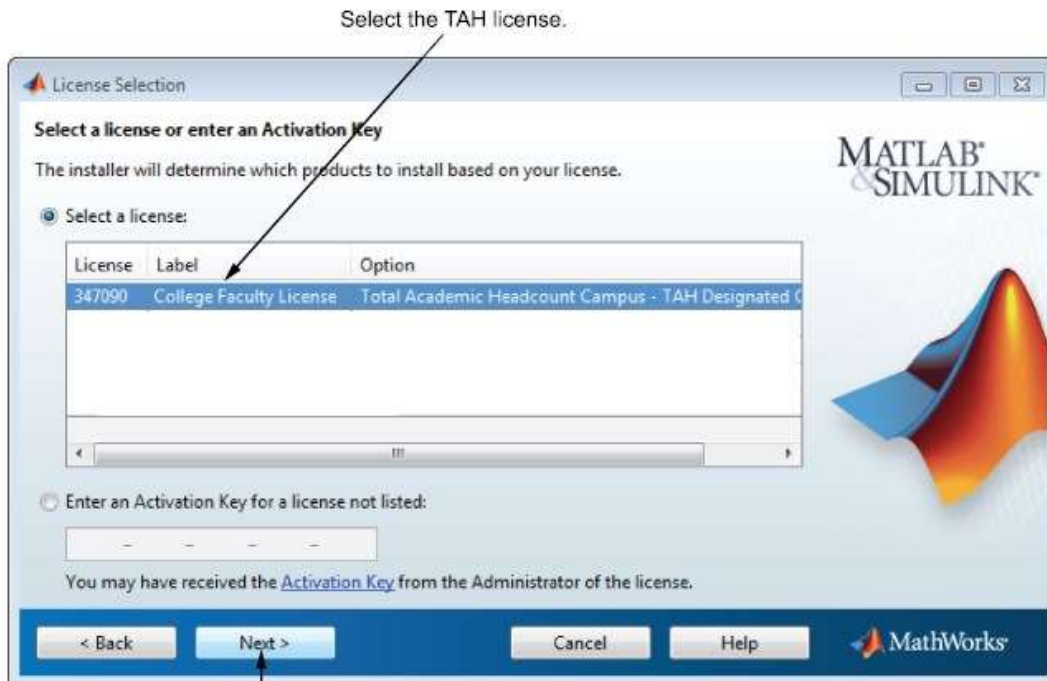 Select the TAH license.
License Selection
Select a license or enter an Activation Key
The installer will determine which products to install based on your license.
MATLAB®
&SIMULINK®
Select a license:
License Label Option
347090 College Faculty License Total Academic Headcount Campus - TAH Designated
Enter an Activation Key for a license not listed:
- - - -
You may have received the Activation Key from the Administrator of the license.
< Back Next > Cancel Help MathWorks®